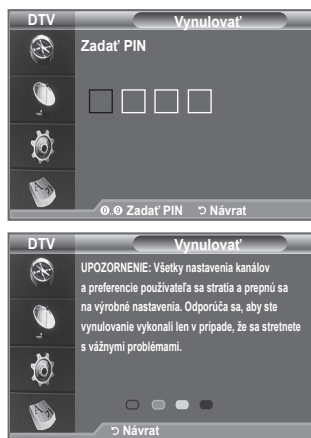 DTV Vynulovať
Zadať PIN
0..9 Zadať PIN Návrat
DTV Vynulovať
UPOZORNENIE: Všetky nastavenia kanálov
a preferencie používateľa sa stratia a prepnú sa
na výrobné nastavenia. Odporúča sa, aby ste
vynulovanie vykonali len v prípade, že sa stretnete
s vážnymi problémami.
Návrat